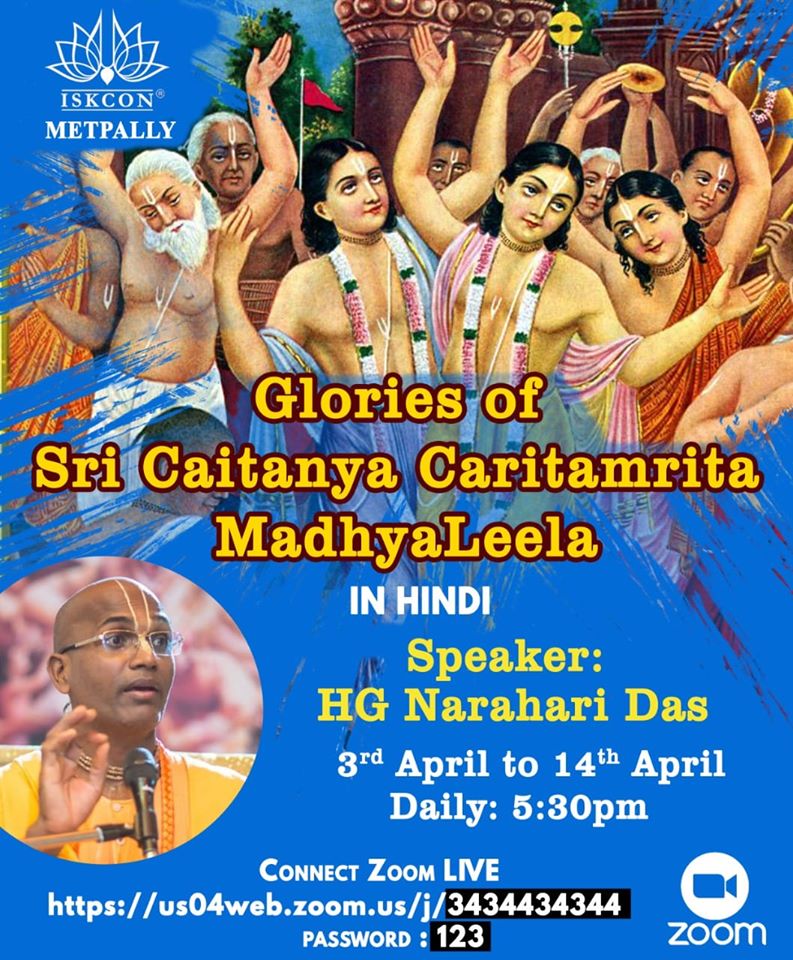 ISKCON®
METPALLY
Glories of
Sri Caitanya Caritamrita
MadhyaLeela
IN HINDI
Speaker:
HG Narahari Das
3rd April to 14th April
Daily: 5:30pm
CONNECT ZOOM LIVE
https://us04web.zoom.us/j/3434434344
PASSWORD : 123
zoom